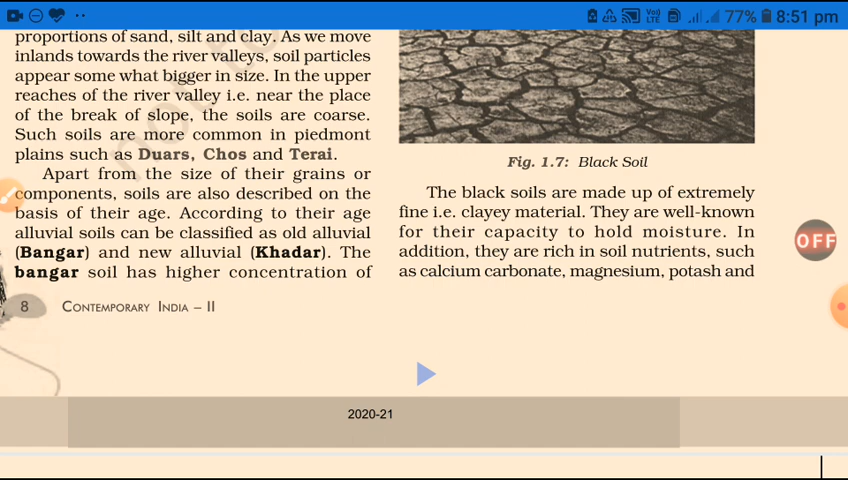 77% 8:51 pm
proportions of sand, silt and clay. As we move
inlands towards the river valleys, soil particles
appear some what bigger in size. In the upper
reaches of the river valley i.e. near the place
of the break of slope, the soils are coarse.
Such soils are more common in piedmont
plains such as Duars, Chos and Terai.
Apart from the size of their grains or
components, soils are also described on the
basis of their age. According to their age
alluvial soils can be classified as old alluvial
(Bangar) and new alluvial (Khadar). The
bangar soil has higher concentration of
Fig. 1.7: Black Soil
The black soils are made up of extremely
fine i.e. clayey material. They are well-known
for their capacity to hold moisture. In
addition, they are rich in soil nutrients, such
as calcium carbonate, magnesium, potash and
OFF
8 CONTEMPORARY INDIA – II
2020-21